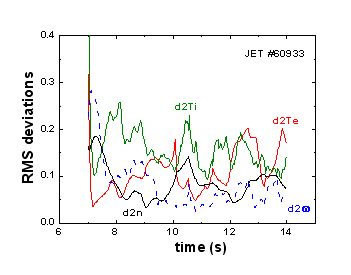 0.4
JET #60933
0.3
d2Ti
d2Te
0.2
0.1
d2n
d2ω
0.0
6
8
10
12
14
time (s)
RMS deviations